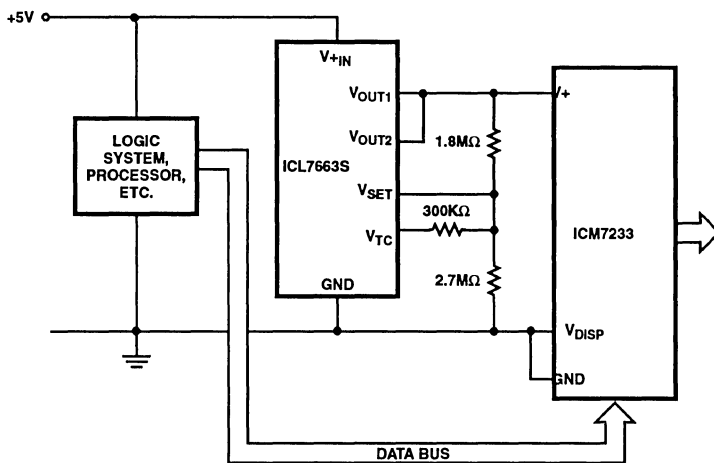 +5V
LOGIC
SYSTEM,
PROCESSOR,
ETC.
V+IN
VOUT1
VOUT2
ICL7663S
VSET
VTC
GND
1.8MΩ
300KΩ
2.7MΩ
V+
ICM7233
VDISP
GND
DATA BUS